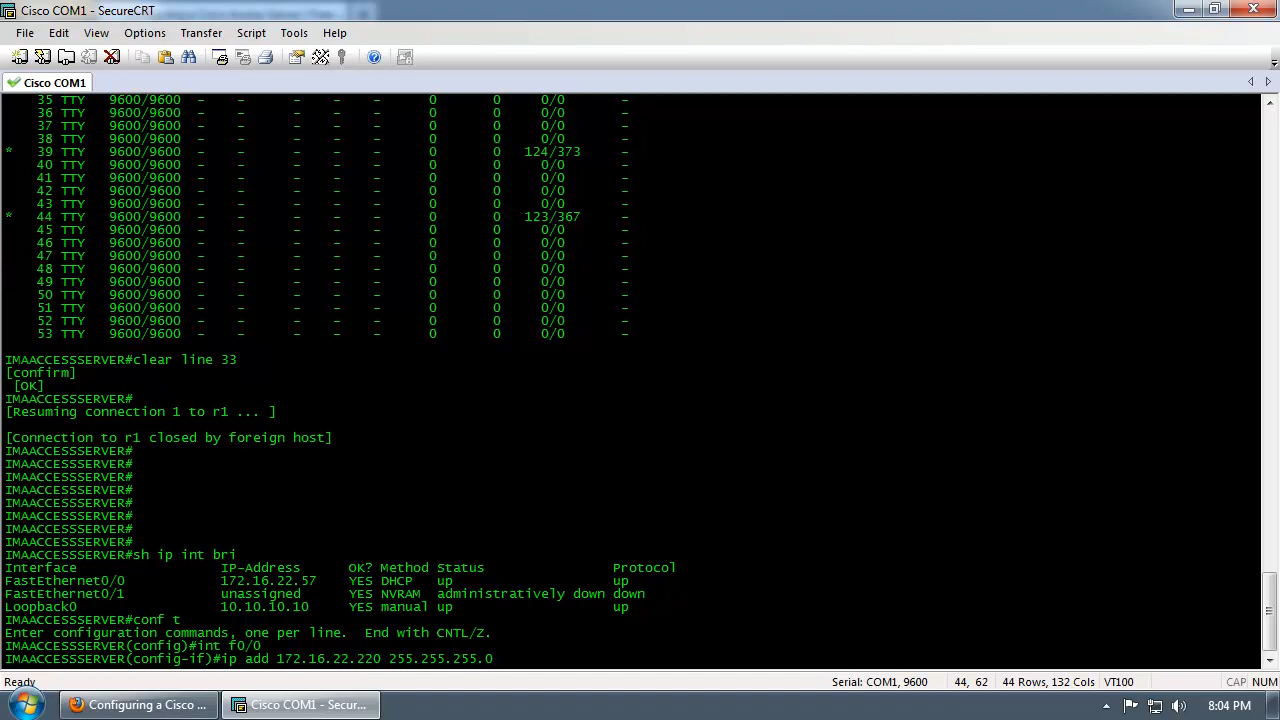 Cisco COM1 - SecureCRT
File Edit View Options Transfer Script Tools Help
Cisco COM1
35 TTY 9600/9600 - - - - - 0 0 0/0 -
36 TTY 9600/9600 - - - - - 0 0 0/0 -
37 TTY 9600/9600 - - - - - 0 0 0/0 -
38 TTY 9600/9600 - - - - - 0 0 0/0 -
* 39 TTY 9600/9600 - - - - - 0 0 124/373 -
40 TTY 9600/9600 - - - - - 0 0 0/0 -
41 TTY 9600/9600 - - - - - 0 0 0/0 -
42 TTY 9600/9600 - - - - - 0 0 0/0 -
43 TTY 9600/9600 - - - - - 0 0 0/0 -
* 44 TTY 9600/9600 - - - - - 0 0 123/367 -
45 TTY 9600/9600 - - - - - 0 0 0/0 -
46 TTY 9600/9600 - - - - - 0 0 0/0 -
47 TTY 9600/9600 - - - - - 0 0 0/0 -
48 TTY 9600/9600 - - - - - 0 0 0/0 -
49 TTY 9600/9600 - - - - - 0 0 0/0 -
50 TTY 9600/9600 - - - - - 0 0 0/0 -
51 TTY 9600/9600 - - - - - 0 0 0/0 -
52 TTY 9600/9600 - - - - - 0 0 0/0 -
53 TTY 9600/9600 - - - - - 0 0 0/0 -
IMAACCESSSERVER#clear line 33
[confirm]
[OK]
IMAACCESSSERVER#
[Resuming connection 1 to r1 ... ]
[Connection to r1 closed by foreign host]
IMAACCESSSERVER#
IMAACCESSSERVER#
IMAACCESSSERVER#
IMAACCESSSERVER#
IMAACCESSSERVER#
IMAACCESSSERVER#
IMAACCESSSERVER#
IMAACCESSSERVER#
IMAACCESSSERVER#sh ip int bri
Interface IP-Address OK? Method Status Protocol
FastEthernet0/0 172.16.22.57 YES DHCP up up
FastEthernet0/1 unassigned YES NVRAM administratively down down
Loopback0 10.10.10.10 YES manual up up
IMAACCESSSERVER#conf t
Enter configuration commands, one per line. End with CNTL/Z.
IMAACCESSSERVER(config)#int f0/0
IMAACCESSSERVER(config-if)#ip add 172.16.22.220 255.255.255.0
Ready Serial: COM1, 9600 44, 62 44 Rows, 132 Cols VT100 CAP NUM
Configuring a Cisco ... Cisco COM1 - Secur... 8:04 PM